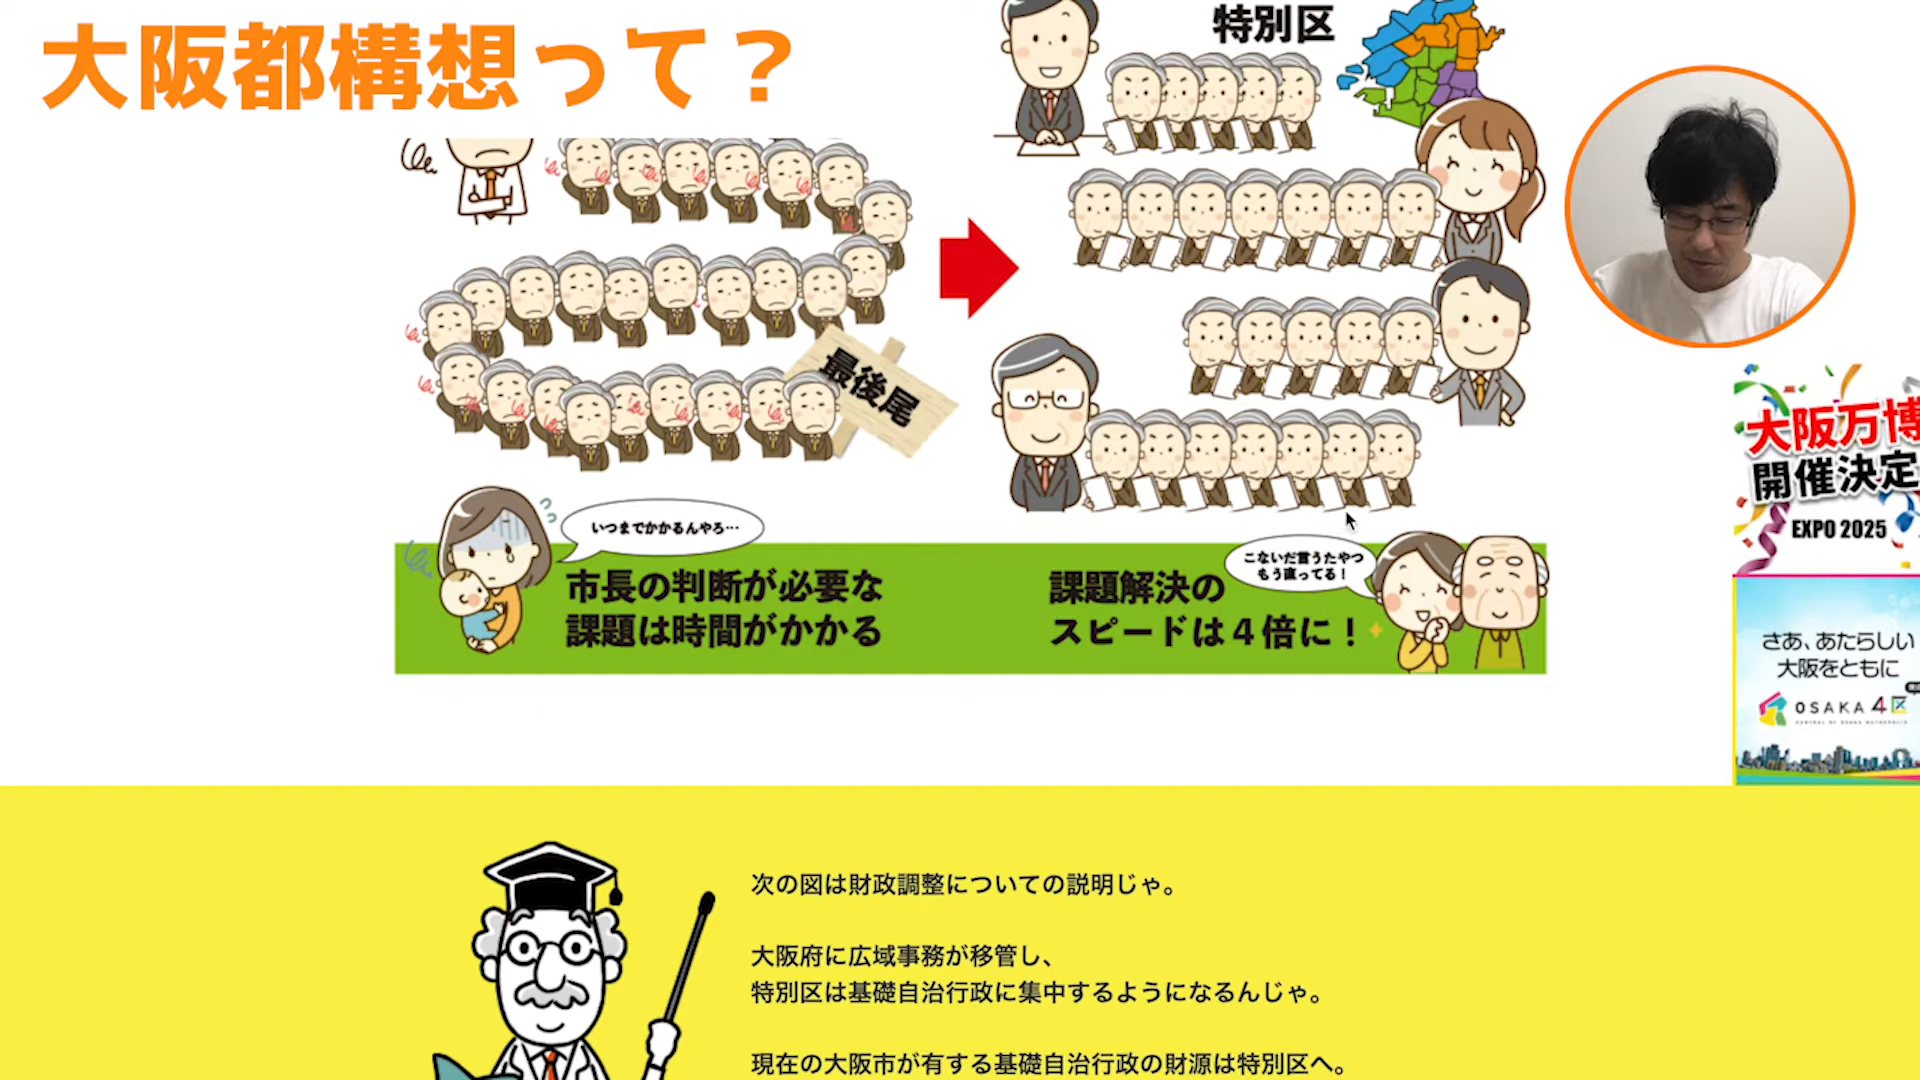 大阪都構想って？
特別区
最後尾
いつまでかかるんやろ…
市長の判断が必要な
課題は時間がかかる
こないだ言うたやつ
もう直ってる！
課題解決の
スピードは４倍に！
大阪万博
開催決定
EXPO 2025
さあ、あたらしい
大阪をともに
OSAKA 4区
次の図は財政調整についての説明じゃ。
大阪府に広域事務が移管し、
特別区は基礎自治行政に集中するようになるんじゃ。
現在の大阪市が有する基礎自治行政の財源は特別区へ。